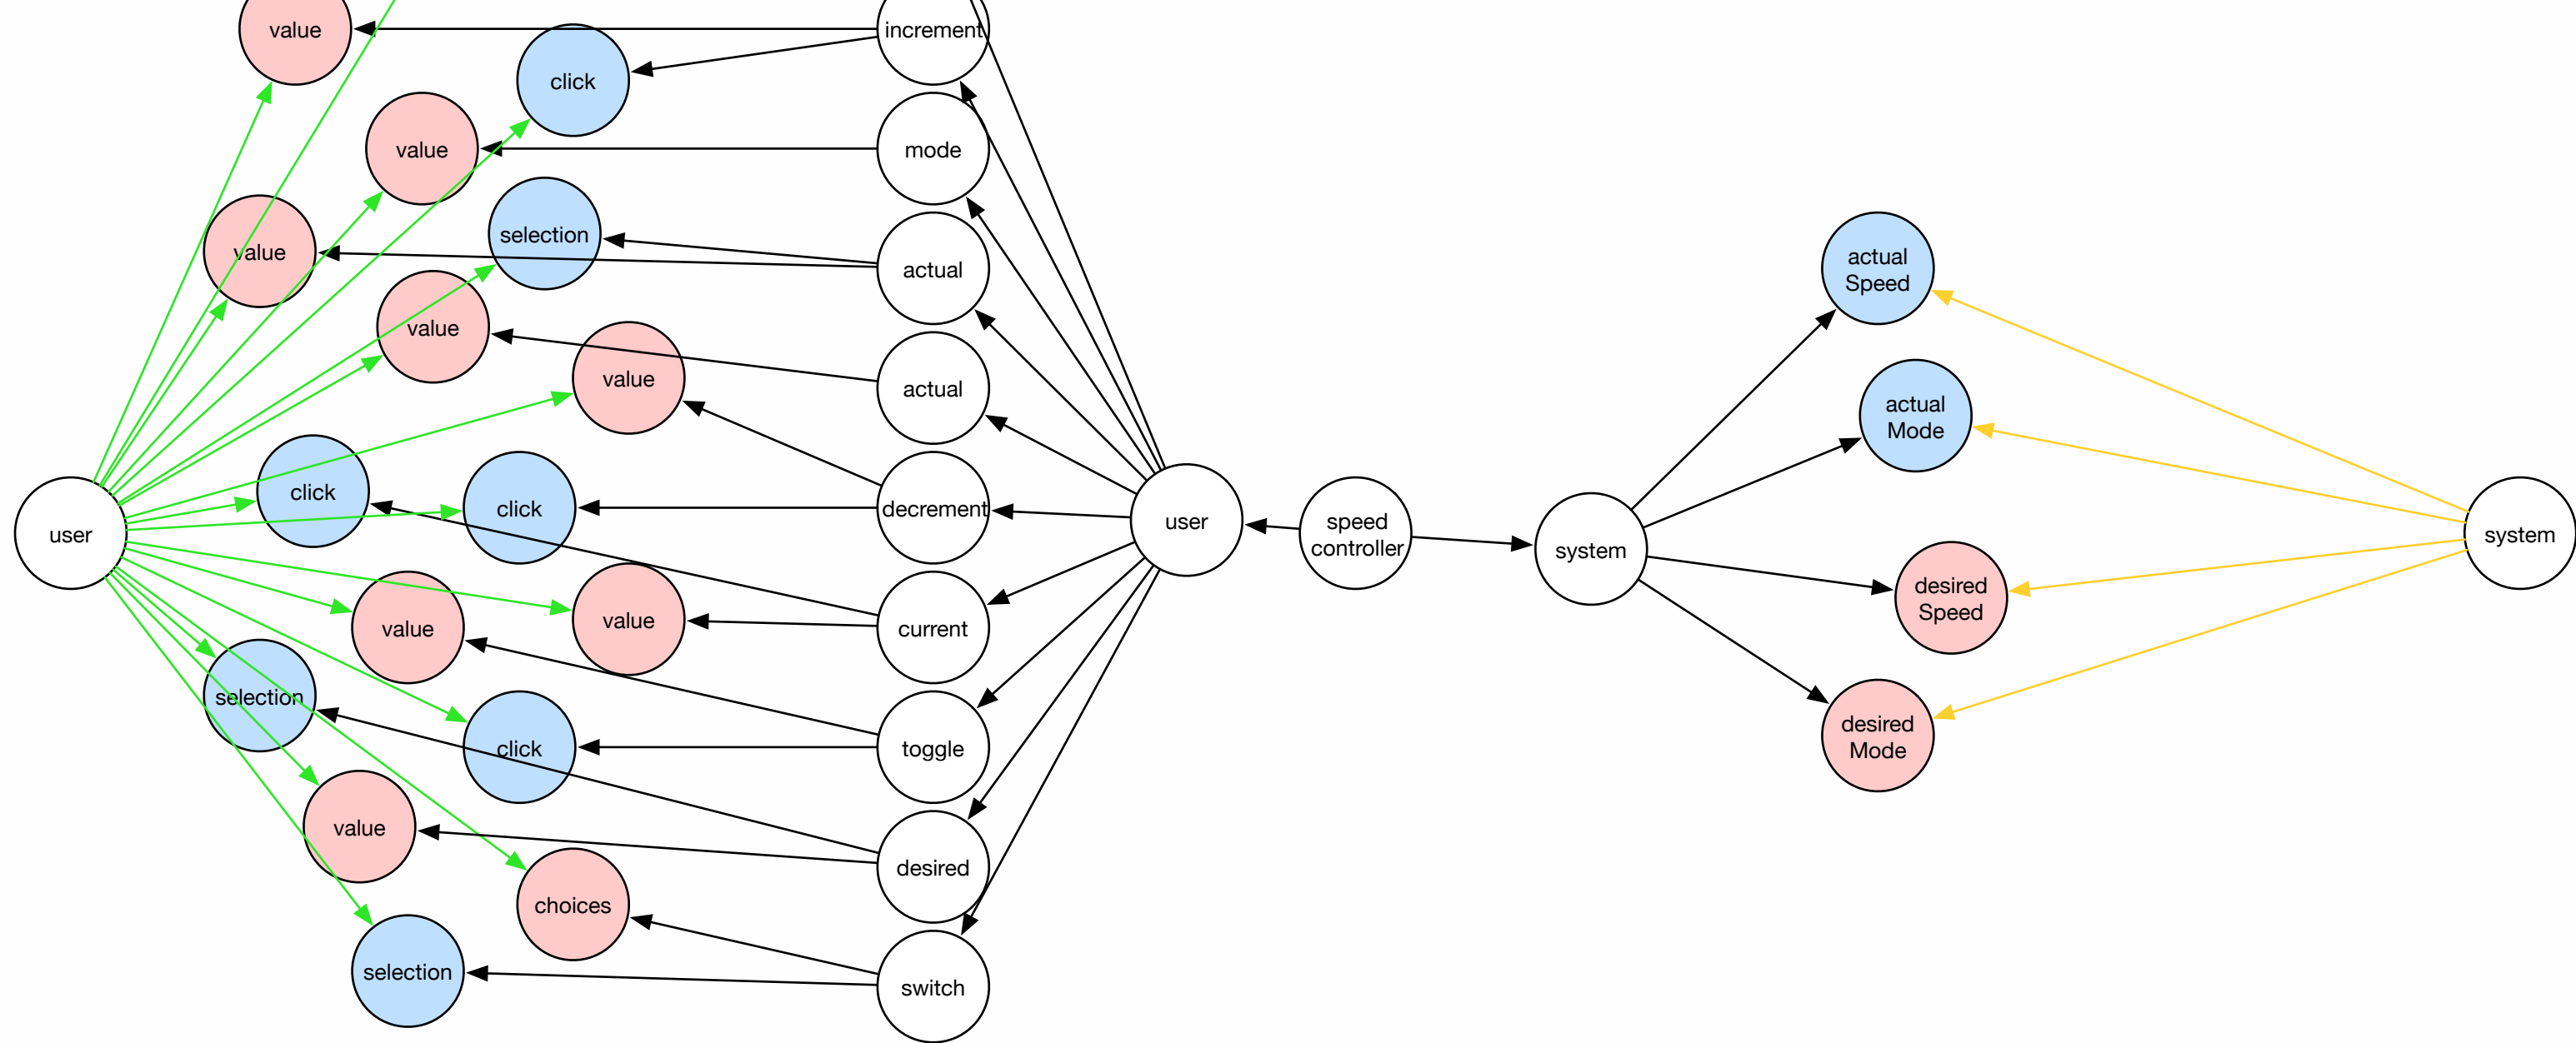 value
increment
click
value
mode
selection
value
actual
actual
Speed
value
value
actual
actual
Mode
click
click
decrement
user
user
speed
controller
system
system
value
value
current
desired
Speed
selection
click
toggle
desired
Mode
value
desired
choices
selection
switch